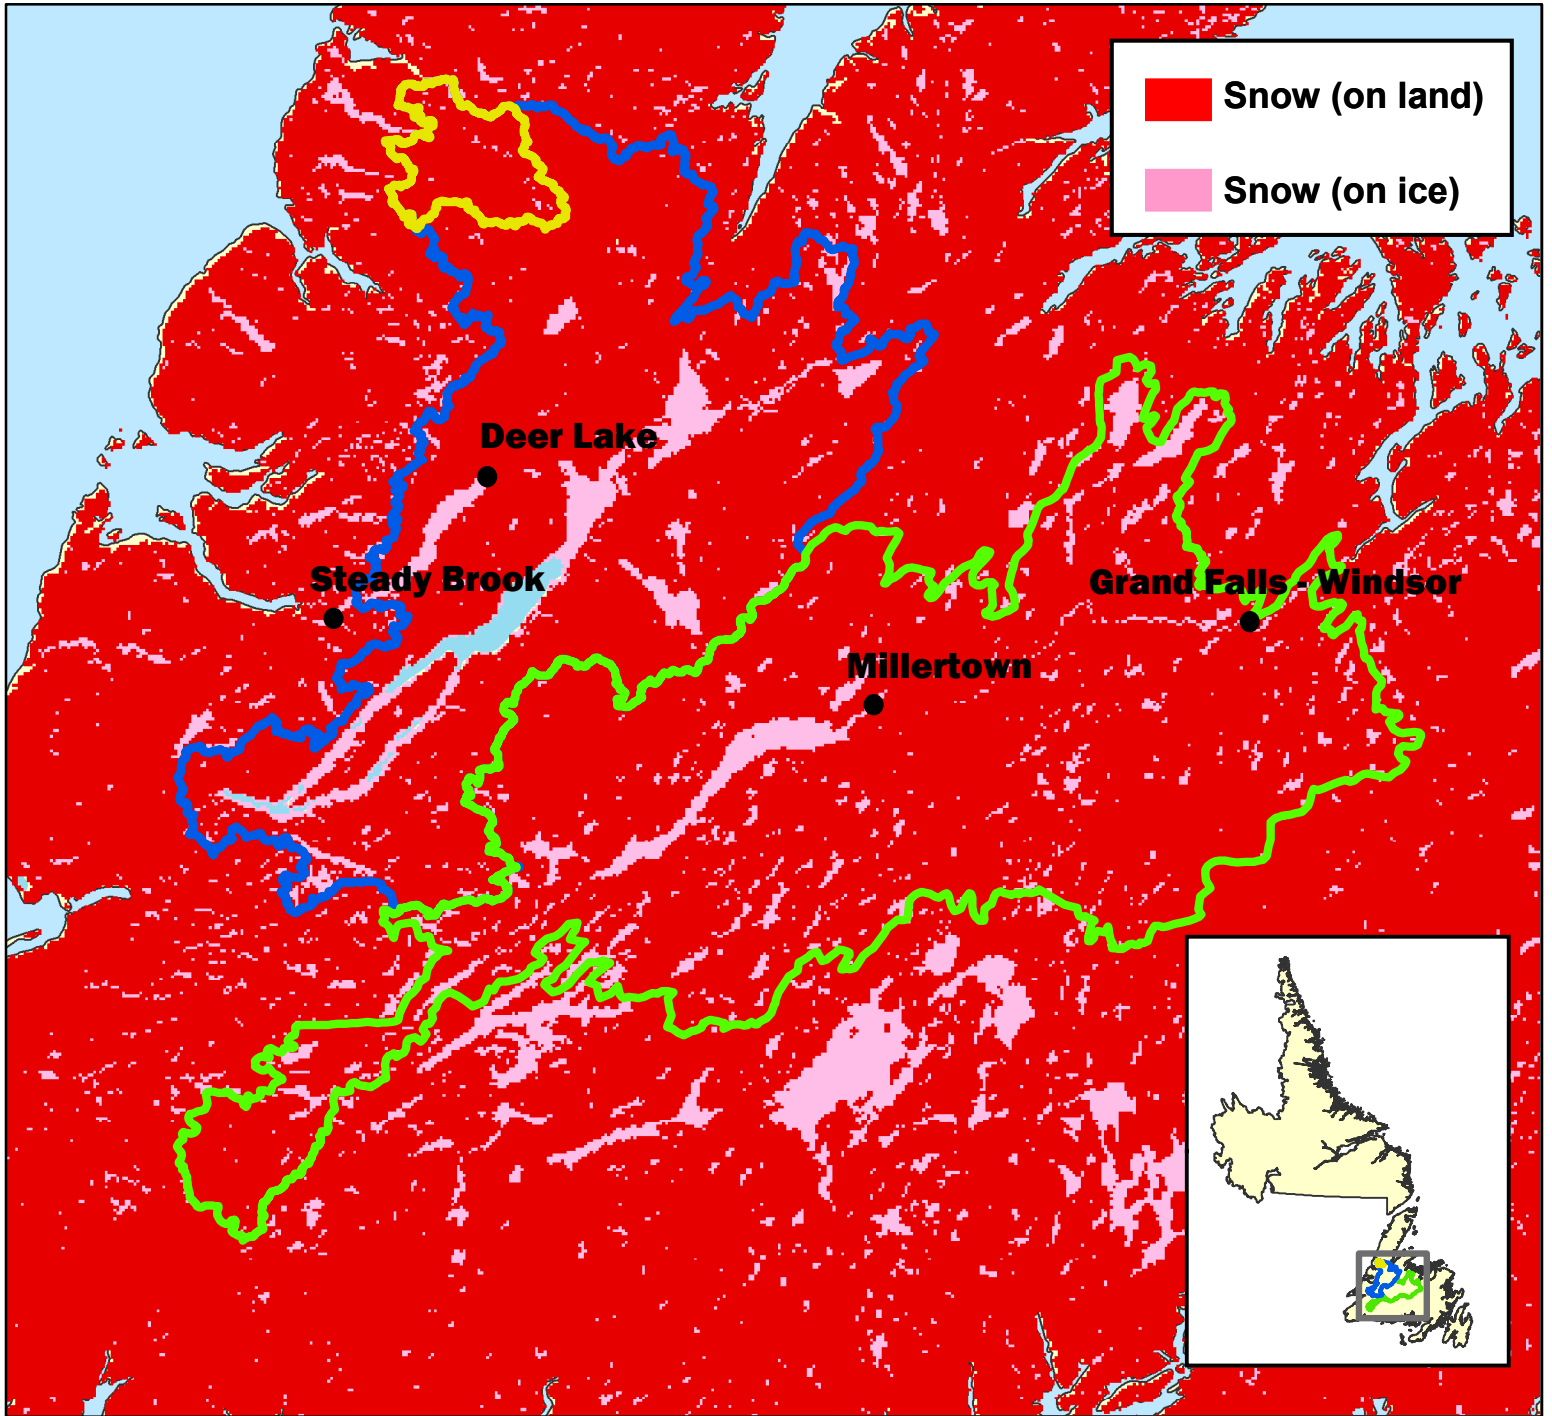 Snow (on land)
Snow (on ice)
Deer Lake
Steady Brook
Grand Falls - Windsor
Millertown